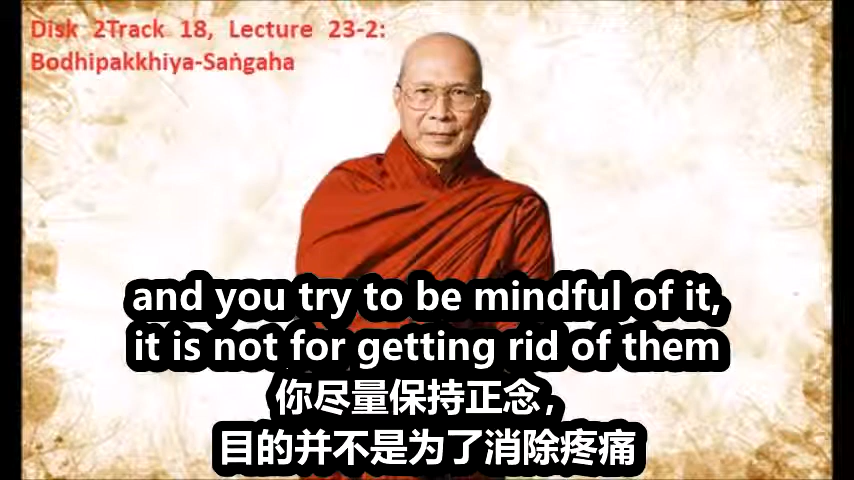 Disk 2Track 18, Lecture 23-2:
Bodhipakkhiya-Saṅgaha
and you try to be mindful of it,
it is not for getting rid of them
你尽量保持正念，
目的并不是为了消除疼痛